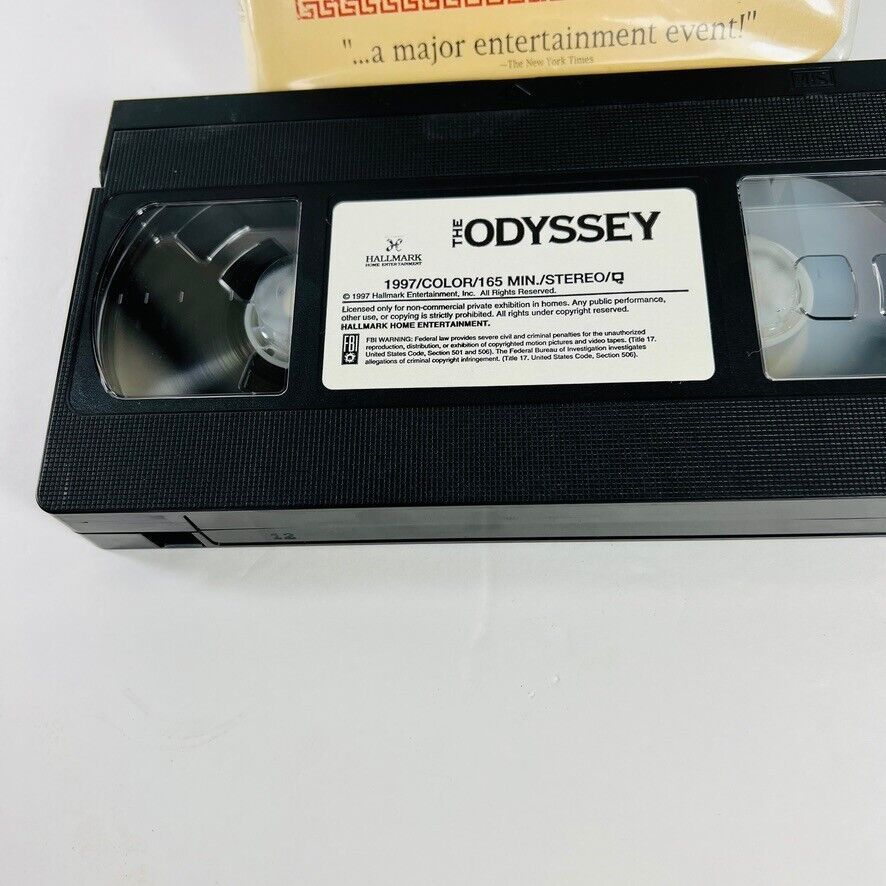 "...a major entertainment event!"
—The New York Times
VHS
THE ODYSSEY
HALLMARK
HOME ENTERTAINMENT
1997/COLOR/165 MIN./STEREO/
© 1997 Hallmark Entertainment, Inc. All Rights Reserved.
Licensed only for non-commercial private exhibition in homes. Any public performance,
other use, or copying is strictly prohibited. All rights under copyright reserved.
HALLMARK HOME ENTERTAINMENT.
FBI
FBI WARNING: Federal law provides severe civil and criminal penalties for the unauthorized
reproduction, distribution, or exhibition of copyrighted motion pictures and video tapes. (Title 17.
United States Code, Section 501 and 506). The Federal Bureau of Investigation investigates
allegations of criminal copyright infringement. (Title 17. United States Code, Section 506).
12